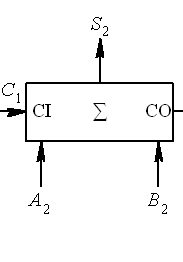 S₂
C₁
CI Σ CO
A₂ B₂